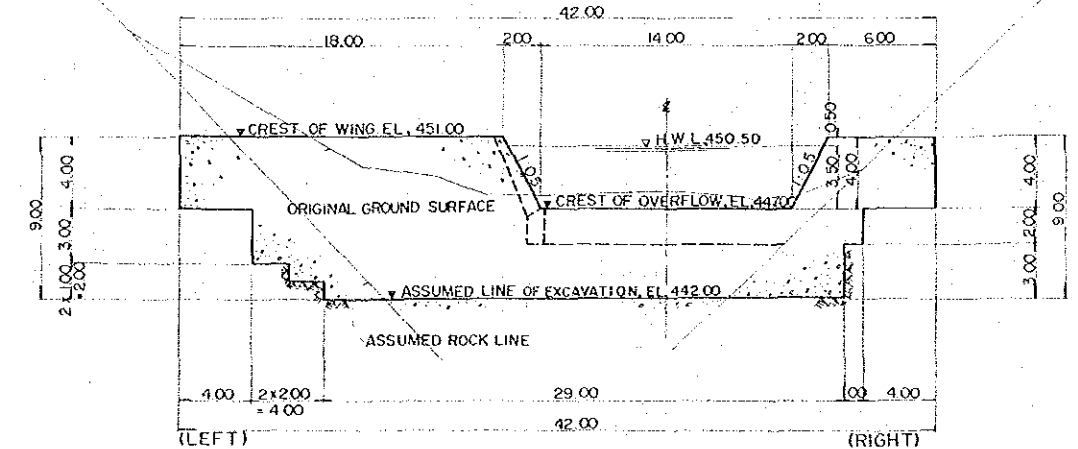 42.00
18.00 2.00 14.00 2.00 6.00
CREST OF WING EL. 451.00
H.W.L. 450.50
0.50
1:0.5
1:0.5
3.50
4.00
4.00
3.00
2×1.00
=2.00
9.00
4.00
2.00
3.00
9.00
ORIGINAL GROUND SURFACE
CREST OF OVERFLOW, EL. 447.00
ASSUMED LINE OF EXCAVATION, EL. 442.00
ASSUMED ROCK LINE
4.00 2×2.00 29.00 4.00
= 4.00
42.00
(LEFT) (RIGHT)